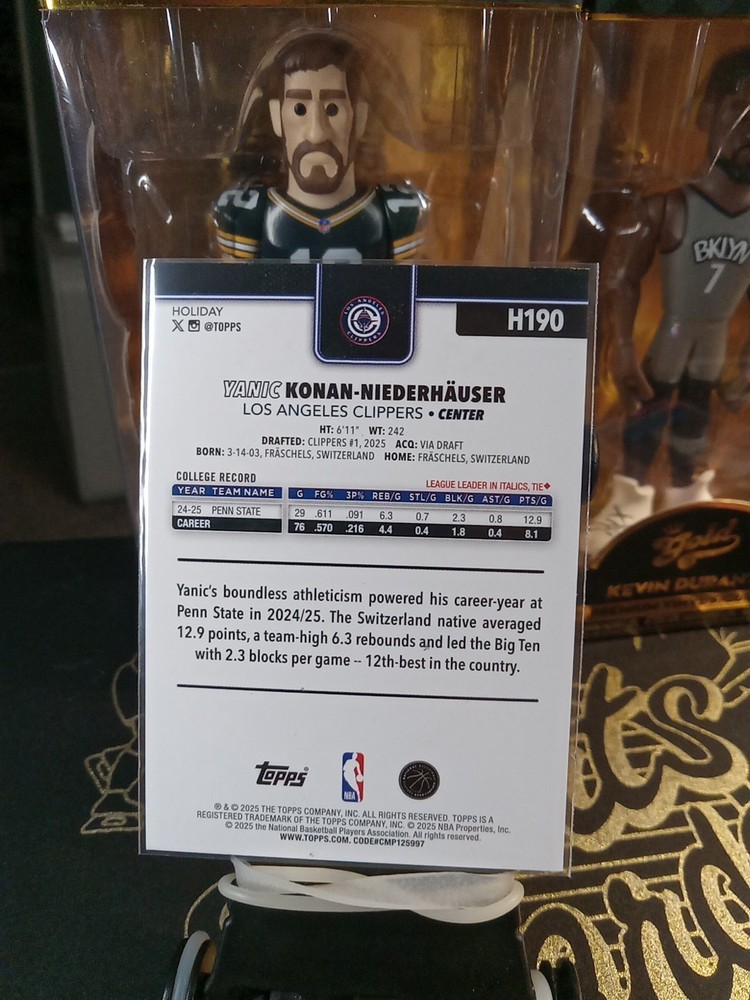 12
12
12
BKLYN
7
HOLIDAY
@TOPPS
H190
LOS ANGELES
CLIPPERS
YANIC KONAN-NIEDERHÄUSER
LOS ANGELES CLIPPERS • CENTER
HT: 6'11" WT: 242
DRAFTED: CLIPPERS #1, 2025 ACQ: VIA DRAFT
BORN: 3-14-03, FRÄSCHELS, SWITZERLAND HOME: FRÄSCHELS, SWITZERLAND
COLLEGE RECORD
LEAGUE LEADER IN ITALICS, TIE◆
YEAR TEAM NAME G FG% 3P% REB/G STL/G BLK/G AST/G PTS/G
24-25 PENN STATE 29 .611 .091 6.3 0.7 2.3 0.8 12.9
CAREER 76 .570 .216 4.4 0.4 1.8 0.4 8.1
Yanic's boundless athleticism powered his career-year at
Penn State in 2024/25. The Switzerland native averaged
12.9 points, a team-high 6.3 rebounds and led the Big Ten
with 2.3 blocks per game -- 12th-best in the country.
Topps
NBA
® & © 2025 THE TOPPS COMPANY, INC. ALL RIGHTS RESERVED. TOPPS IS A
REGISTERED TRADEMARK OF THE TOPPS COMPANY, INC. © 2025 NBA Properties, Inc.
© 2025 the National Basketball Players Association. All rights reserved.
WWW.TOPPS.COM. CODE#CMP125997
Gold
KEVIN DURAN